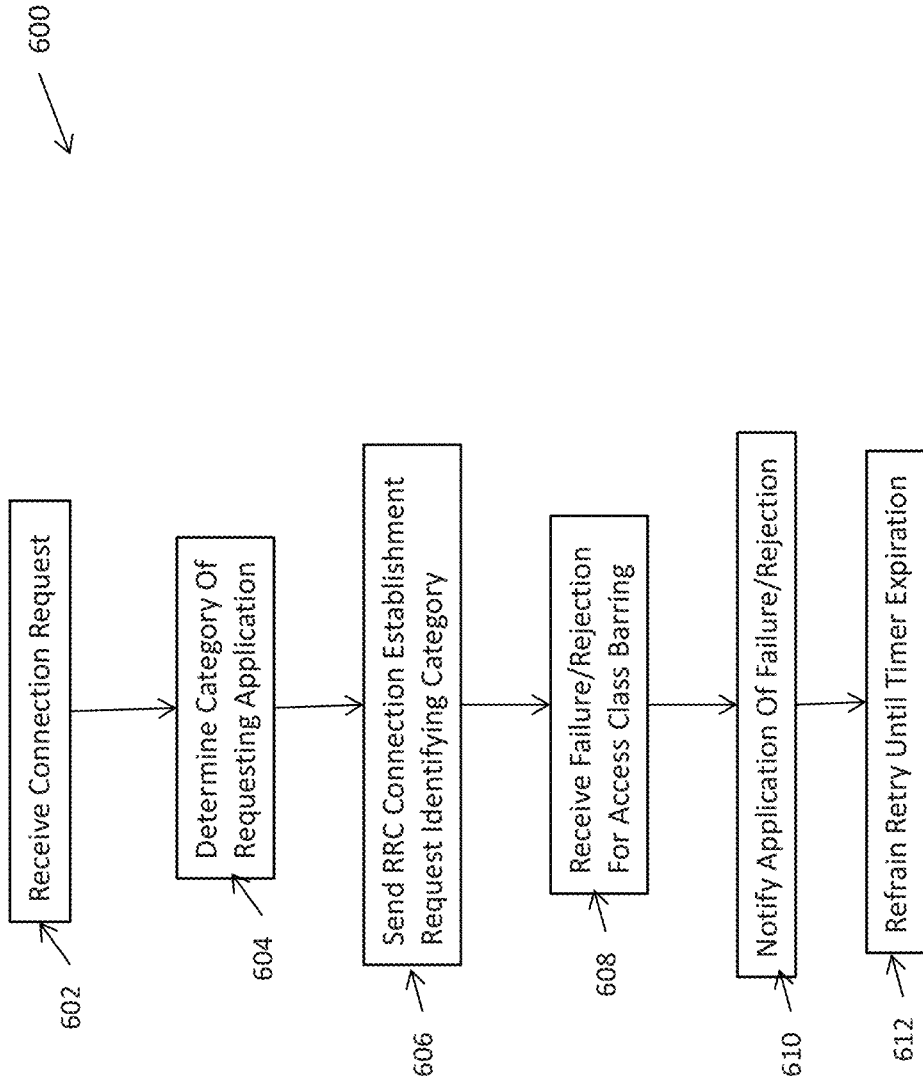 600
602
Receive Connection Request
604
Determine Category Of
Requesting Application
606
Send RRC Connection Establishment
Request Identifying Category
608
Receive Failure/Rejection
For Access Class Barring
610
Notify Application Of Failure/Rejection
612
Refrain Retry Until Timer Expiration